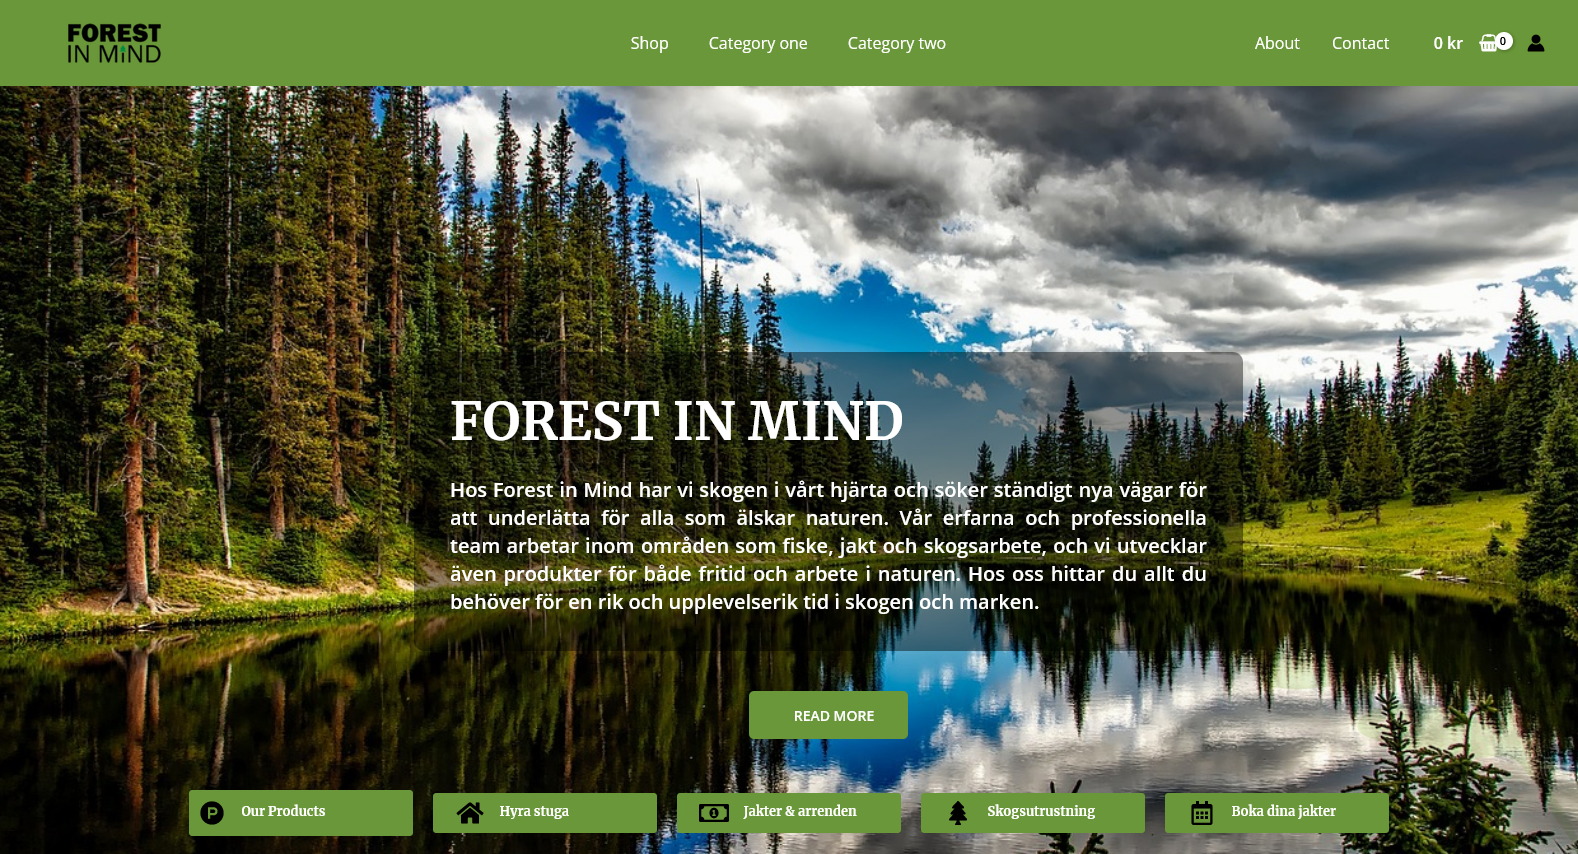 FOREST
IN MIND
Shop
Category one
Category two
About
Contact
0 kr
0
FOREST IN MIND
Hos Forest in Mind har vi skogen i vårt hjärta och söker ständigt nya vägar för
att underlätta för alla som älskar naturen. Vår erfarna och professionella
team arbetar inom områden som fiske, jakt och skogsarbete, och vi utvecklar
även produkter för både fritid och arbete i naturen. Hos oss hittar du allt du
behöver för en rik och upplevelserik tid i skogen och marken.
READ MORE
P
Our Products
Hyra stuga
1
Jakter & arrenden
Skogsutrustning
Boka dina jakter